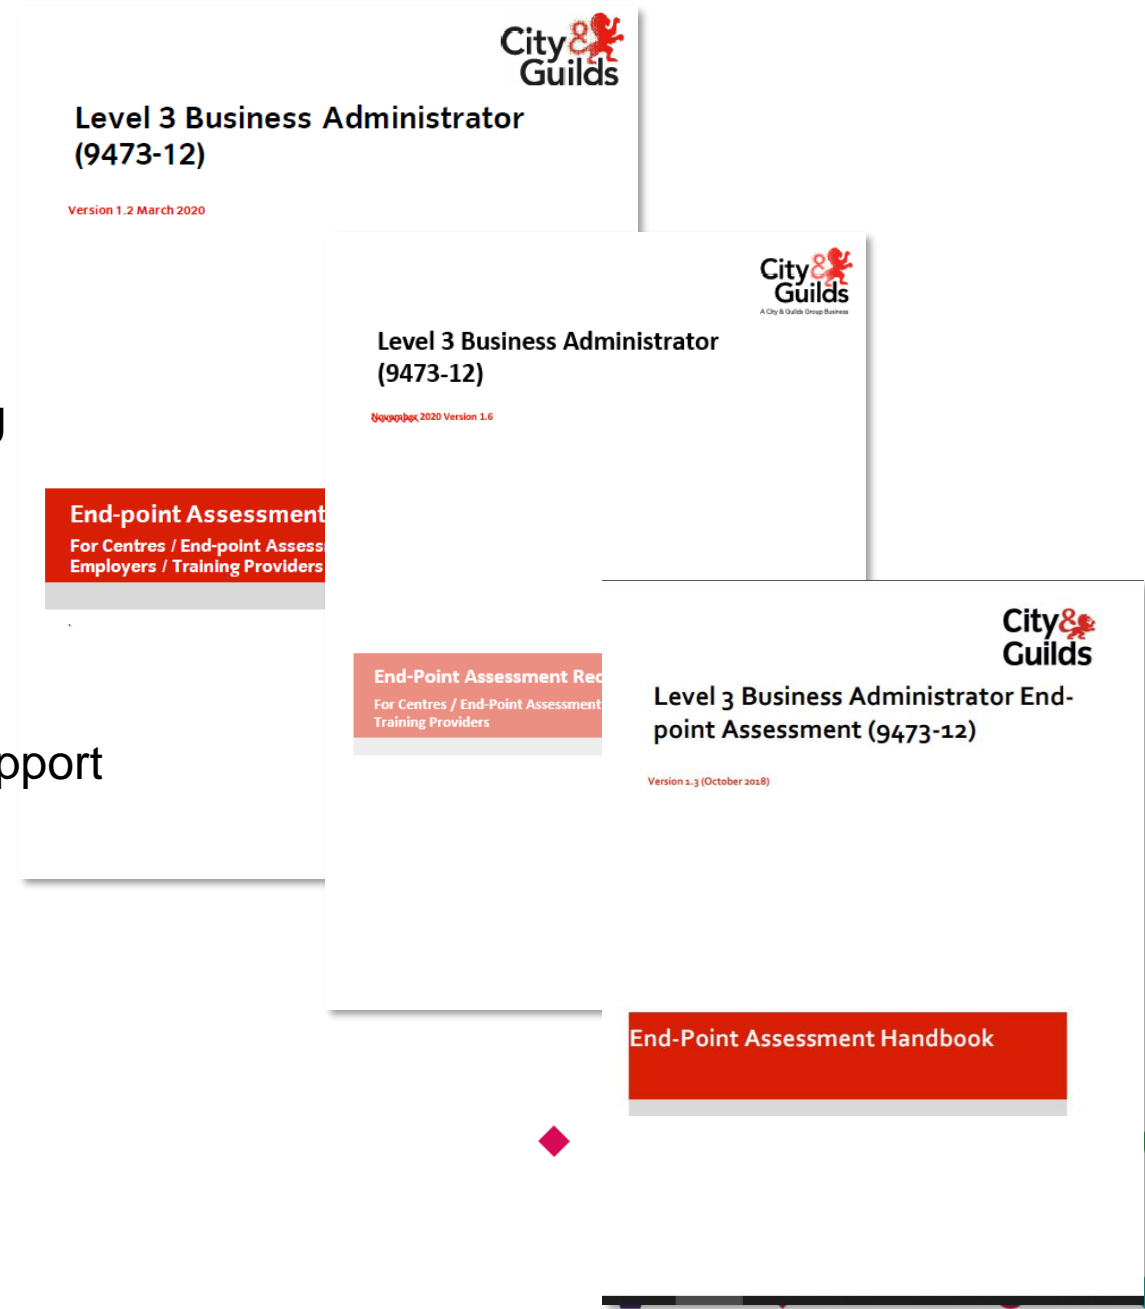 City&
Guilds
Level 3 Business Administrator
(9473-12)
Version 1.2 March 2020
End-point Assessment
For Centres / End-point Assess
Employers / Training Providers
City&
Guilds
A City & Guilds Group Business
Level 3 Business Administrator
(9473-12)
November 2020 Version 1.6
End-Point Assessment Rec
For Centres / End-Point Assessment
Training Providers
City&
Guilds
Level 3 Business Administrator End-
point Assessment (9473-12)
Version 1.3 (October 2018)
End-Point Assessment Handbook
g
pport